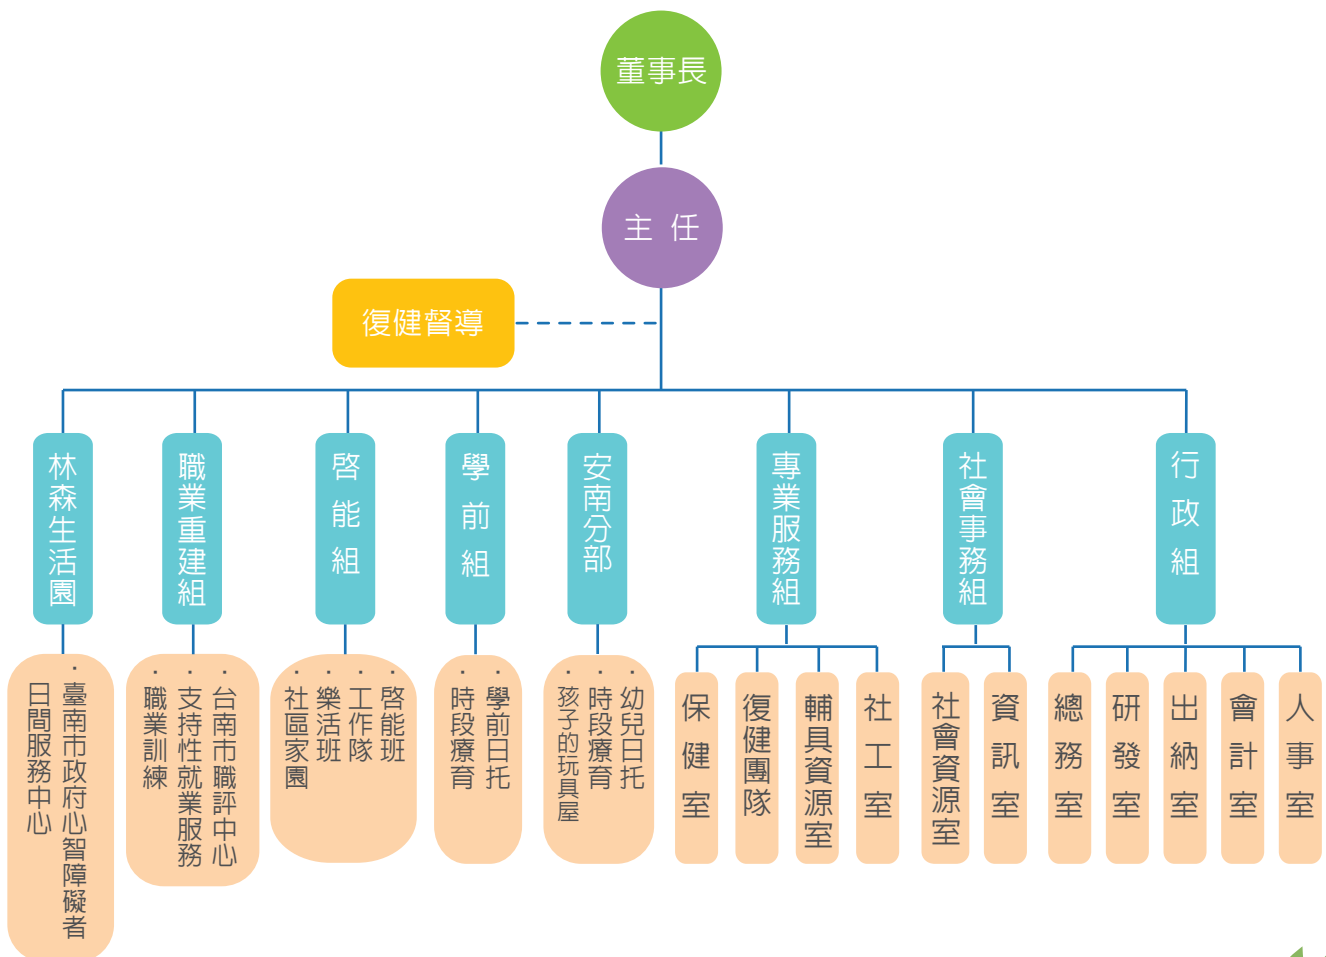 董事長
主 任
復健督導
林森生活園
職業重建組
啓能組
學前組
安南分部
專業服務組
社會事務組
行政組
．臺南市政府心智障礙者
日間服務中心
．台南市職評中心
．支持性就業服務
．職業訓練
．啓能班
．工作隊
．樂活班
．社區家園
．學前日托
．時段療育
．幼兒日托
．時段療育
．孩子的玩具屋
保健室
復健團隊
輔具資源室
社工室
社會資源室
資訊室
總務室
研發室
出納室
會計室
人事室